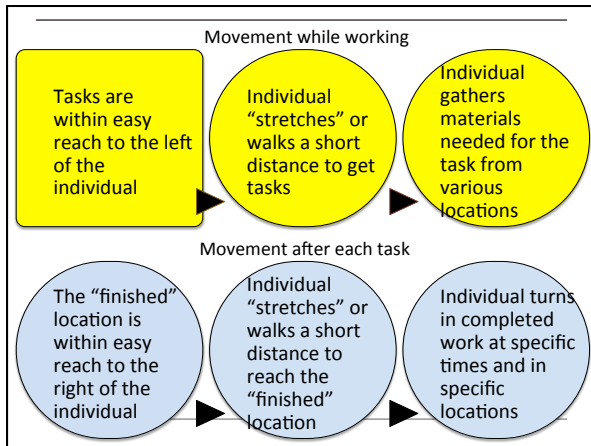 Movement while working
Tasks are
within easy
reach to the left
of the
individual
Individual
“stretches” or
walks a short
distance to get
tasks
Individual
gathers
materials
needed for the
task from
various
locations
Movement after each task
The “finished”
location is
within easy
reach to the
right of the
individual
Individual
“stretches” or
walks a short
distance to
reach the
“finished”
location
Individual turns
in completed
work at specific
times and in
specific
locations